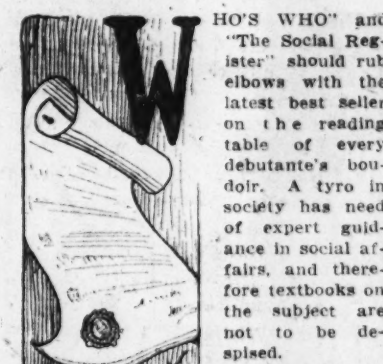 WHO'S WHO" and
"The Social Reg-
ister" should rub
elbows with the
latest best seller
on the reading
table of every
debutante's bou-
doir. A tyro in
society has need
of expert guid-
ance in social af-
fairs, and there-
fore textbooks on
the subject are
not to be de-
spised.